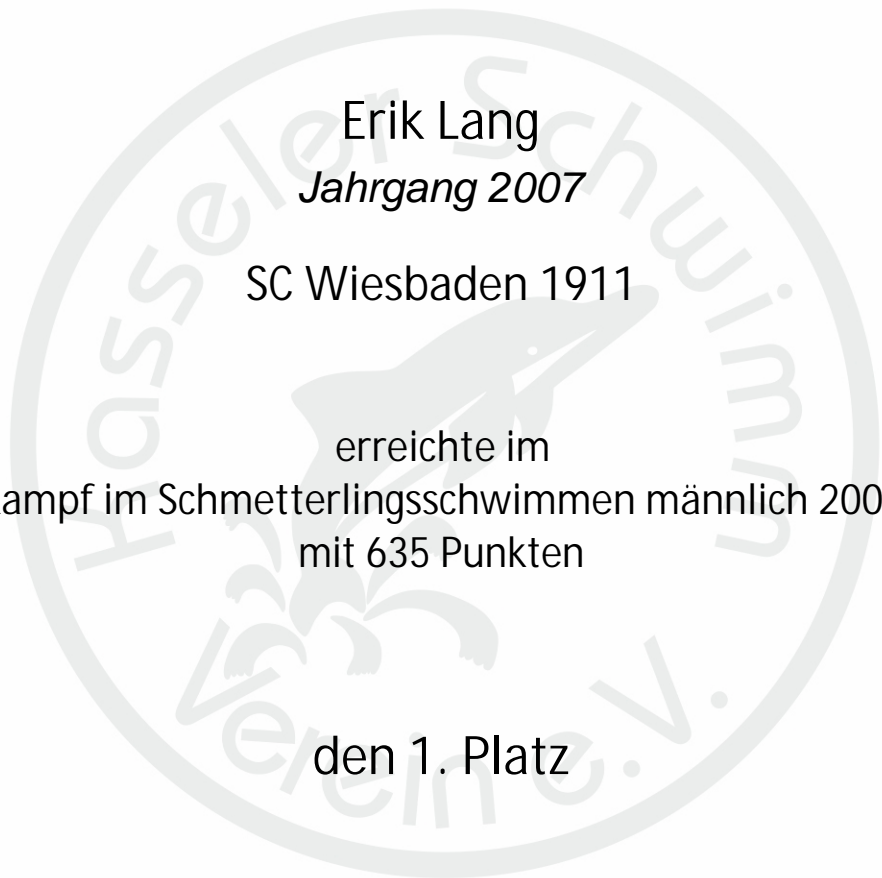 Erik Lang
Jahrgang 2007
SC Wiesbaden 1911
erreichte im
ampf im Schmetterlingsschwimmen männlich 200
mit 635 Punkten
den 1. Platz
Kasseler Schwimm
Verein e.V.